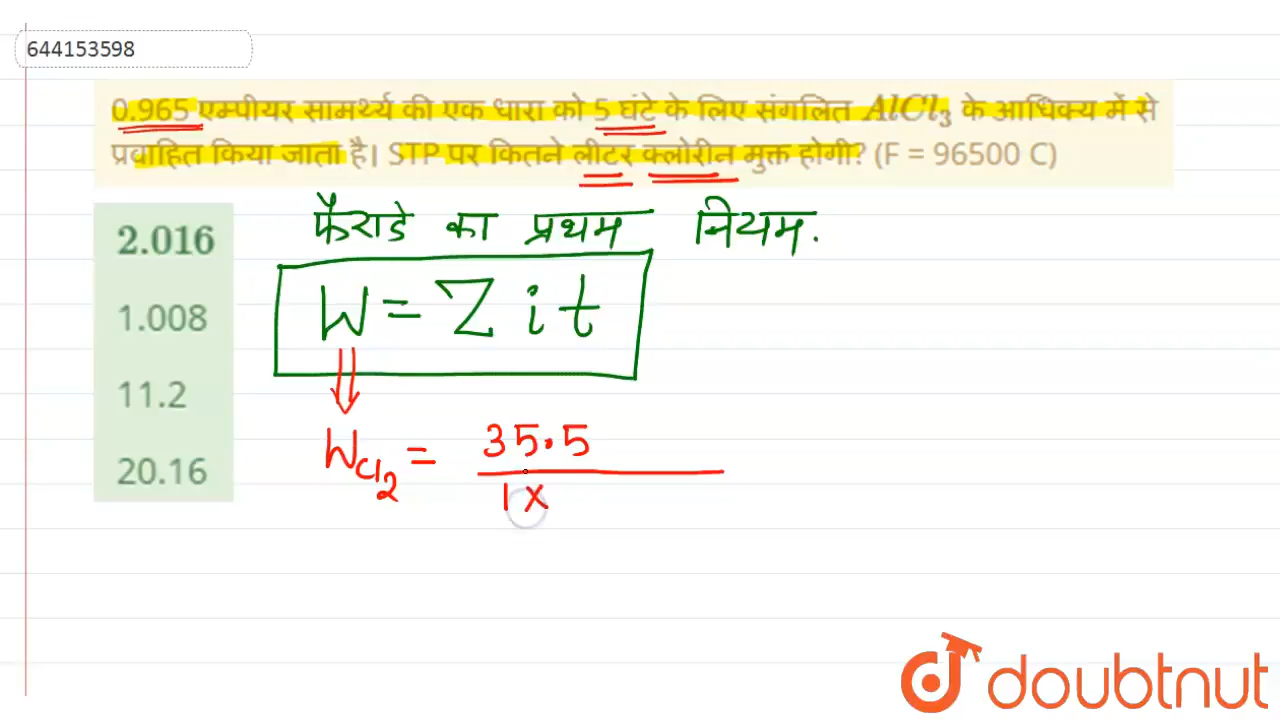 644153598
0.965 एम्पीयर सामर्थ्य की एक धारा को 5 घंटे के लिए संगलित AlCl₃ के आधिक्य में से
प्रवाहित किया जाता है। STP पर कितने लीटर क्लोरीन मुक्त होगी? (F = 96500 C)
2.016
1.008
11.2
20.16
फैराडे का प्रथम नियम.
W = Z i t
W Cl₂ = 35.5
1 X
doubtnut